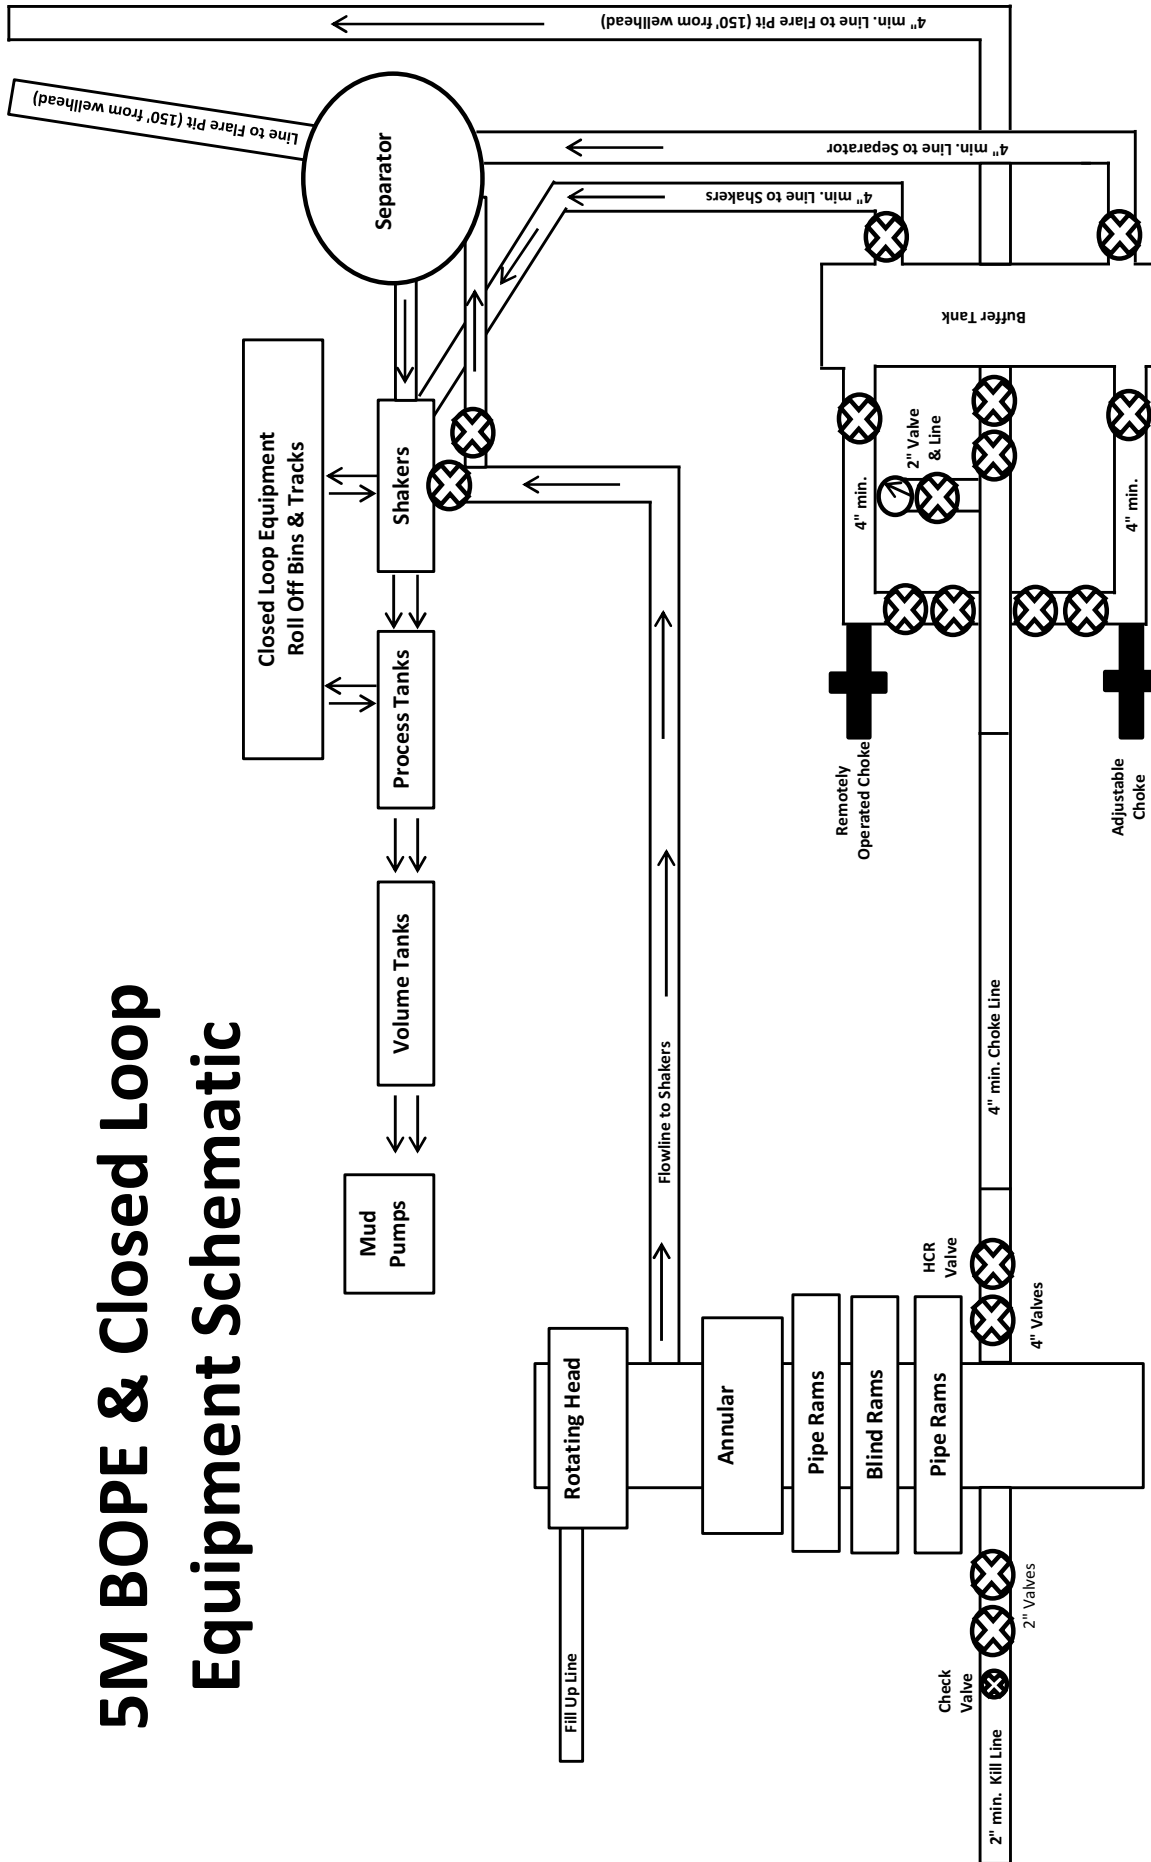 5M BOPE & Closed Loop
Equipment Schematic
Fill Up Line
Rotating Head
Annular
Pipe Rams
Blind Rams
Pipe Rams
2" min. Kill Line
Check
Valve
2" Valves
4" Valves
HCR
Valve
4" min. Choke Line
Flowline to Shakers
Mud
Pumps
Volume Tanks
Process Tanks
Shakers
Closed Loop Equipment
Roll Off Bins & Tracks
Separator
Line to Flare Pit (150' from wellhead)
4" min. Line to Flare Pit (150' from wellhead)
4" min. Line to Separator
4" min. Line to Shakers
Buffer Tank
2" Valve
& Line
4" min.
4" min.
Remotely
Operated Choke
Adjustable
Choke